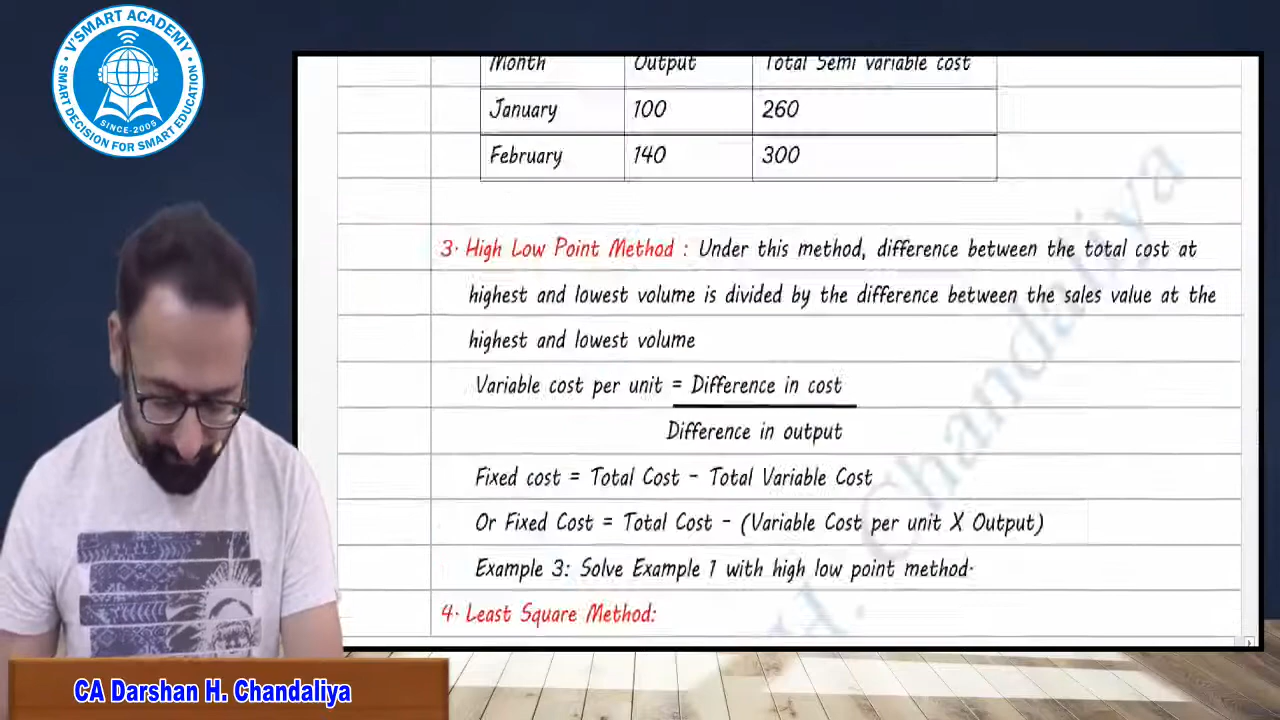 V'SMART ACADEMY
SINCE-2005
SMART DECISION FOR SMART EDUCATION
Month Output Total Semi variable cost
January 100 260
February 140 300
3. High Low Point Method : Under this method, difference between the total cost at
highest and lowest volume is divided by the difference between the sales value at the
highest and lowest volume
Variable cost per unit = Difference in cost
Difference in output
Fixed cost = Total Cost - Total Variable Cost
Or Fixed Cost = Total Cost - (Variable Cost per unit X Output)
Example 3: Solve Example 1 with high low point method.
4. Least Square Method:
H. Chandaliya
CA Darshan H. Chandaliya